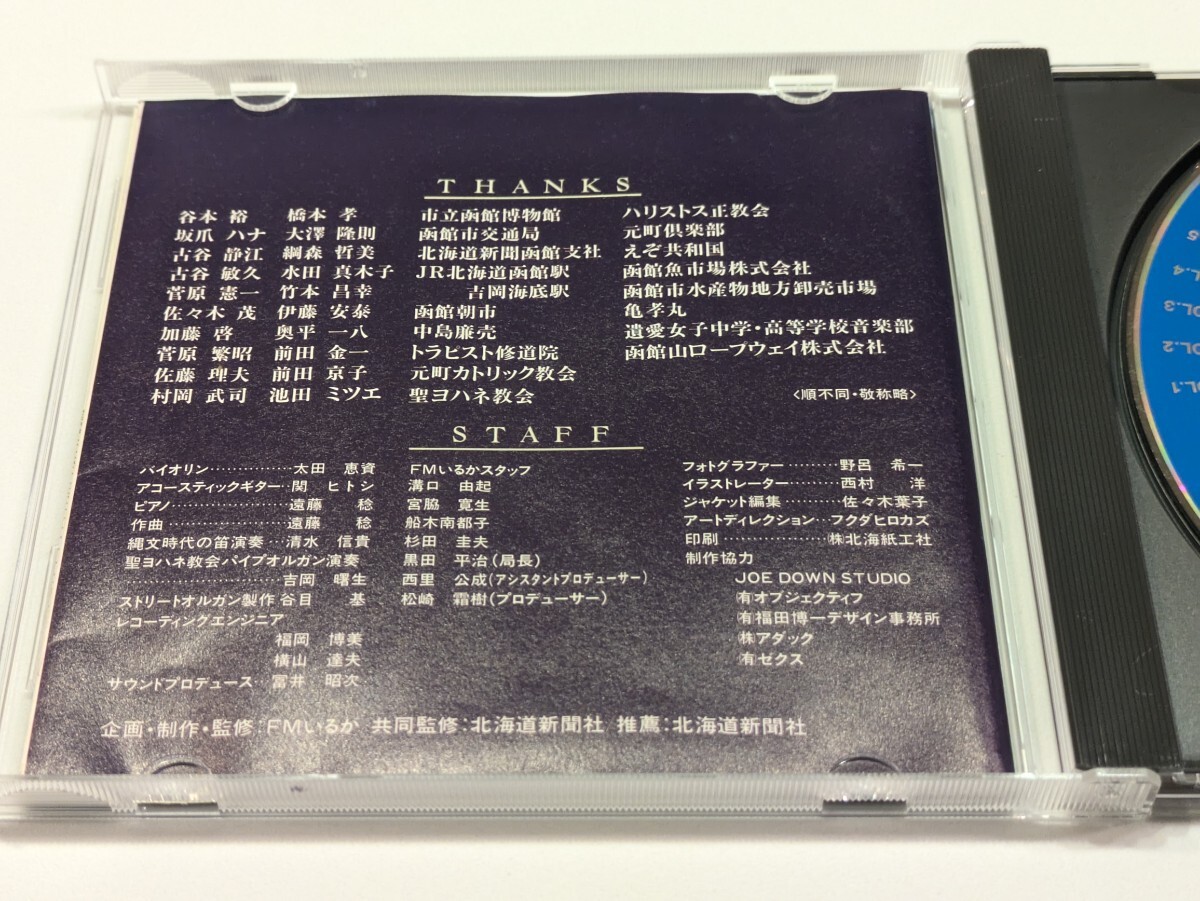 THANKS
谷本 裕 橋本 孝 市立函館博物館 ハリストス正教会
坂爪 ハナ 大澤 隆則 函館市交通局 元町倶楽部
古谷 静江 綱森 哲美 北海道新聞函館支社 えぞ共和国
古谷 敏久 水田 真木子 JR北海道函館駅 函館魚市場株式会社
菅原 憲一 竹本 昌幸 吉岡海底駅 函館市水産物地方卸売市場
佐々木 茂 伊藤 安泰 函館朝市 亀孝丸
加藤 啓 奥平 一八 中島廉売 遺愛女子中学・高等学校音楽部
菅原 繁昭 前田 金一 トラピスト修道院 函館山ロープウェイ株式会社
佐藤 理夫 前田 京子 元町カトリック教会
村岡 武司 池田 ミツエ 聖ヨハネ教会 〈順不同・敬称略〉
STAFF
バイオリン……………太田 恵資
アコースティックギター…関 ヒトシ
ピアノ…………………遠藤 稔
作曲…………………遠藤 稔
縄文時代の笛演奏…清水 信貴
聖ヨハネ教会パイプオルガン演奏
……………………吉岡 曙生
ストリートオルガン製作 谷目 基
レコーディングエンジニア
福岡 博美
横山 達夫
サウンドプロデュース…富井 昭次
FMいるかスタッフ
溝口 由起
宮脇 寛生
船木南都子
杉田 圭夫
黒田 平治(局長)
西里 公成(アシスタントプロデューサー)
松崎 霜樹(プロデューサー)
フォトグラファー………野呂 希一
イラストレーター………西村 洋
ジャケット編集………佐々木葉子
アートディレクション…フクダヒロカズ
印刷………………㈱北海紙工社
制作協力
JOE DOWN STUDIO
㈲オブジェクティフ
㈲福田博一デザイン事務所
㈱アダック
㈲ゼクス
企画・制作・監修：FMいるか 共同監修：北海道新聞社 推薦：北海道新聞社
OL.4
OL.3
OL.2
OL.1